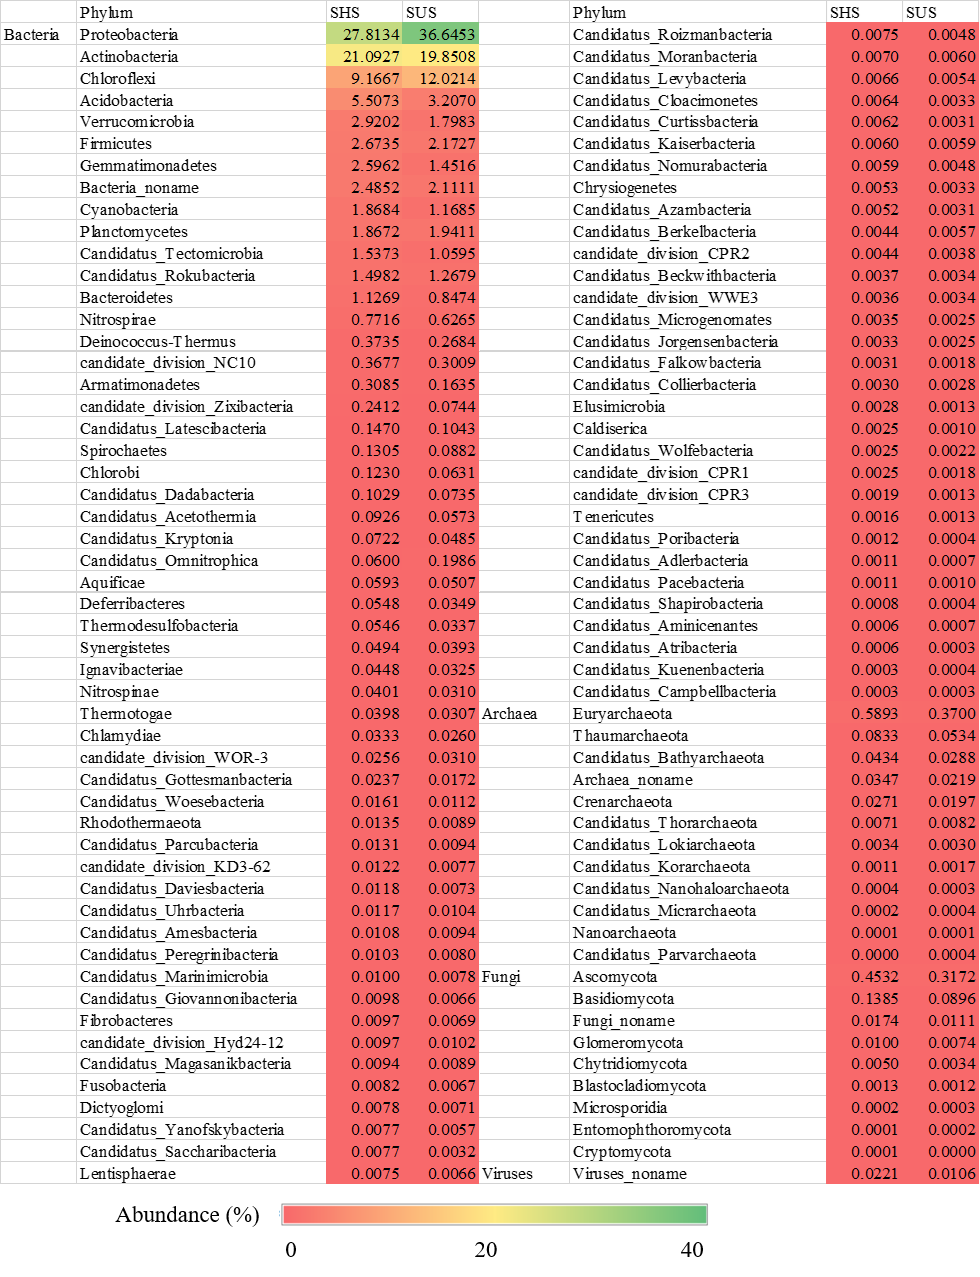 Phylum SHS SUS
Bacteria Proteobacteria 27.8134 36.6453
Actinobacteria 21.0927 19.8508
Chloroflexi 9.1667 12.0214
Acidobacteria 5.5073 3.2070
Verrucomicrobia 2.9202 1.7983
Firmicutes 2.6735 2.1727
Gemmatimonadetes 2.5962 1.4516
Bacteria_noname 2.4852 2.1111
Cyanobacteria 1.8684 1.1685
Planctomycetes 1.8672 1.9411
Candidatus_Tectomicrobia 1.5373 1.0595
Candidatus_Rokubacteria 1.4982 1.2679
Bacteroidetes 1.1269 0.8474
Nitrospirae 0.7716 0.6265
Deinococcus-Thermus 0.3735 0.2684
candidate_division_NC10 0.3677 0.3009
Armatimonadetes 0.3085 0.1635
candidate_division_Zixibacteria 0.2412 0.0744
Candidatus_Latescibacteria 0.1470 0.1043
Spirochaetes 0.1305 0.0882
Chlorobi 0.1230 0.0631
Candidatus_Dadabacteria 0.1029 0.0735
Candidatus_Acetothermia 0.0926 0.0573
Candidatus_Kryptonia 0.0722 0.0485
Candidatus_Omnitrophica 0.0600 0.1986
Aquificae 0.0593 0.0507
Deferribacteres 0.0548 0.0349
Thermodesulfobacteria 0.0546 0.0337
Synergistetes 0.0494 0.0393
Ignavibacteriae 0.0448 0.0325
Nitrospinae 0.0401 0.0310
Thermotogae 0.0398 0.0307
Chlamydiae 0.0333 0.0260
candidate_division_WOR-3 0.0256 0.0310
Candidatus_Gottesmanbacteria 0.0237 0.0172
Candidatus_Woesebacteria 0.0161 0.0112
Rhodothermaeota 0.0135 0.0089
Candidatus_Parcubacteria 0.0131 0.0094
candidate_division_KD3-62 0.0122 0.0077
Candidatus_Daviesbacteria 0.0118 0.0073
Candidatus_Uhrbacteria 0.0117 0.0104
Candidatus_Amesbacteria 0.0108 0.0094
Candidatus_Peregrinibacteria 0.0103 0.0080
Candidatus_Marinimicrobia 0.0100 0.0078
Candidatus_Giovannonibacteria 0.0098 0.0066
Fibrobacteres 0.0097 0.0069
candidate_division_Hyd24-12 0.0097 0.0102
Candidatus_Magasanikbacteria 0.0094 0.0089
Fusobacteria 0.0082 0.0067
Dictyoglomi 0.0078 0.0071
Candidatus_Yanofskybacteria 0.0077 0.0057
Candidatus_Saccharibacteria 0.0077 0.0032
Lentisphaerae 0.0075 0.0066
Phylum SHS SUS
Candidatus_Roizmanbacteria 0.0075 0.0048
Candidatus_Moranbacteria 0.0070 0.0060
Candidatus_Levybacteria 0.0066 0.0054
Candidatus_Cloacimonetes 0.0064 0.0033
Candidatus_Curtissbacteria 0.0062 0.0031
Candidatus_Kaiserbacteria 0.0060 0.0059
Candidatus_Nomurabacteria 0.0059 0.0048
Chrysiogenetes 0.0053 0.0033
Candidatus_Azambacteria 0.0052 0.0031
Candidatus_Berkelbacteria 0.0044 0.0057
candidate_division_CPR2 0.0044 0.0038
Candidatus_Beckwithbacteria 0.0037 0.0034
candidate_division_WWE3 0.0036 0.0034
Candidatus_Microgenomates 0.0035 0.0025
Candidatus_Jorgensenbacteria 0.0033 0.0025
Candidatus_Falkowbacteria 0.0031 0.0018
Candidatus_Collierbacteria 0.0030 0.0028
Elusimicrobia 0.0028 0.0013
Caldiserica 0.0025 0.0010
Candidatus_Wolfebacteria 0.0025 0.0022
candidate_division_CPR1 0.0025 0.0018
candidate_division_CPR3 0.0019 0.0013
Tenericutes 0.0016 0.0013
Candidatus_Poribacteria 0.0012 0.0004
Candidatus_Adlerbacteria 0.0011 0.0007
Candidatus_Pacebacteria 0.0011 0.0010
Candidatus_Shapirobacteria 0.0008 0.0004
Candidatus_Aminicenantes 0.0006 0.0007
Candidatus_Atribacteria 0.0006 0.0003
Candidatus_Kuenenbacteria 0.0003 0.0004
Candidatus_Campbellbacteria 0.0003 0.0003
Archaea Euryarchaeota 0.5893 0.3700
Thaumarchaeota 0.0833 0.0534
Candidatus_Bathyarchaeota 0.0434 0.0288
Archaea_noname 0.0347 0.0219
Crenarchaeota 0.0271 0.0197
Candidatus_Thorarchaeota 0.0071 0.0082
Candidatus_Lokiarchaeota 0.0034 0.0030
Candidatus_Korarchaeota 0.0011 0.0017
Candidatus_Nanohaloarchaeota 0.0004 0.0003
Candidatus_Micrarchaeota 0.0002 0.0004
Nanoarchaeota 0.0001 0.0001
Candidatus_Parvarchaeota 0.0000 0.0004
Fungi Ascomycota 0.4532 0.3172
Basidiomycota 0.1385 0.0896
Fungi_noname 0.0174 0.0111
Glomeromycota 0.0100 0.0074
Chytridiomycota 0.0050 0.0034
Blastocladiomycota 0.0013 0.0012
Microsporidia 0.0002 0.0003
Entomophthoromycota 0.0001 0.0002
Cryptomycota 0.0001 0.0000
Viruses Viruses_noname 0.0221 0.0106
Abundance (%)
0 20 40